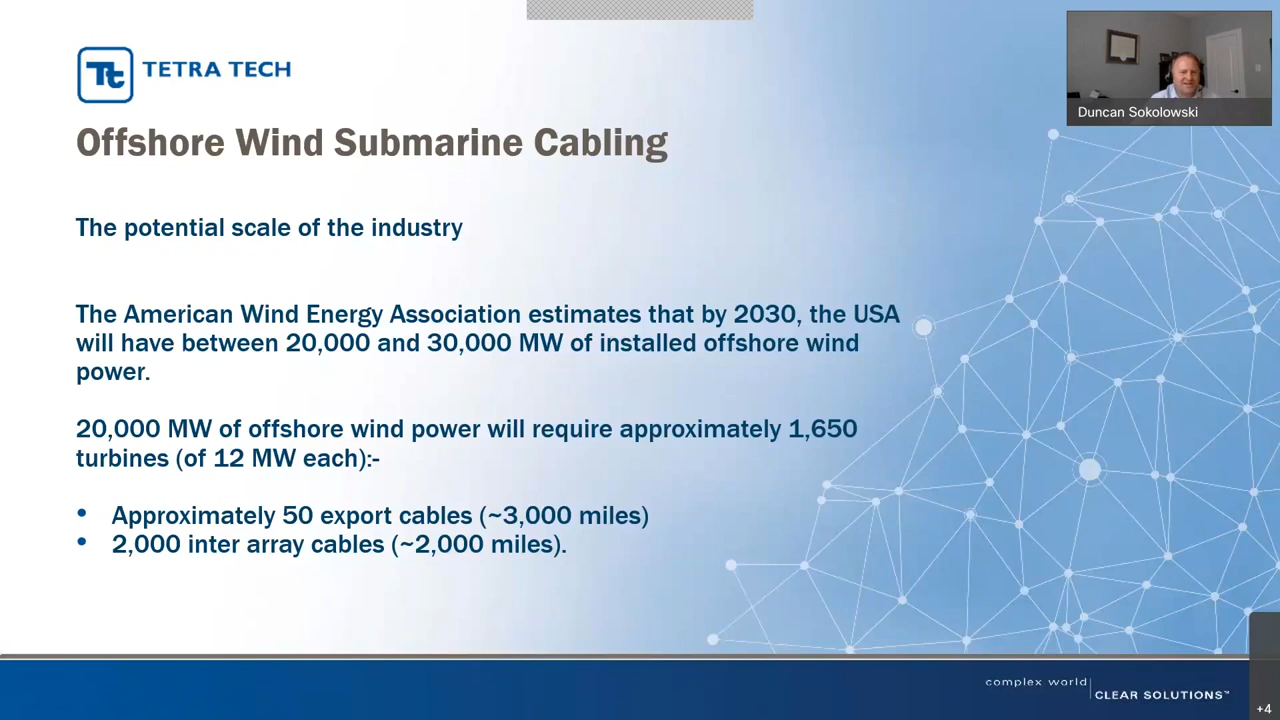 Tt TETRA TECH
Duncan Sokolowski
Offshore Wind Submarine Cabling
The potential scale of the industry
The American Wind Energy Association estimates that by 2030, the USA
will have between 20,000 and 30,000 MW of installed offshore wind
power.
20,000 MW of offshore wind power will require approximately 1,650
turbines (of 12 MW each):-
• Approximately 50 export cables (~3,000 miles)
• 2,000 inter array cables (~2,000 miles).
complex world
CLEAR SOLUTIONS™
+4